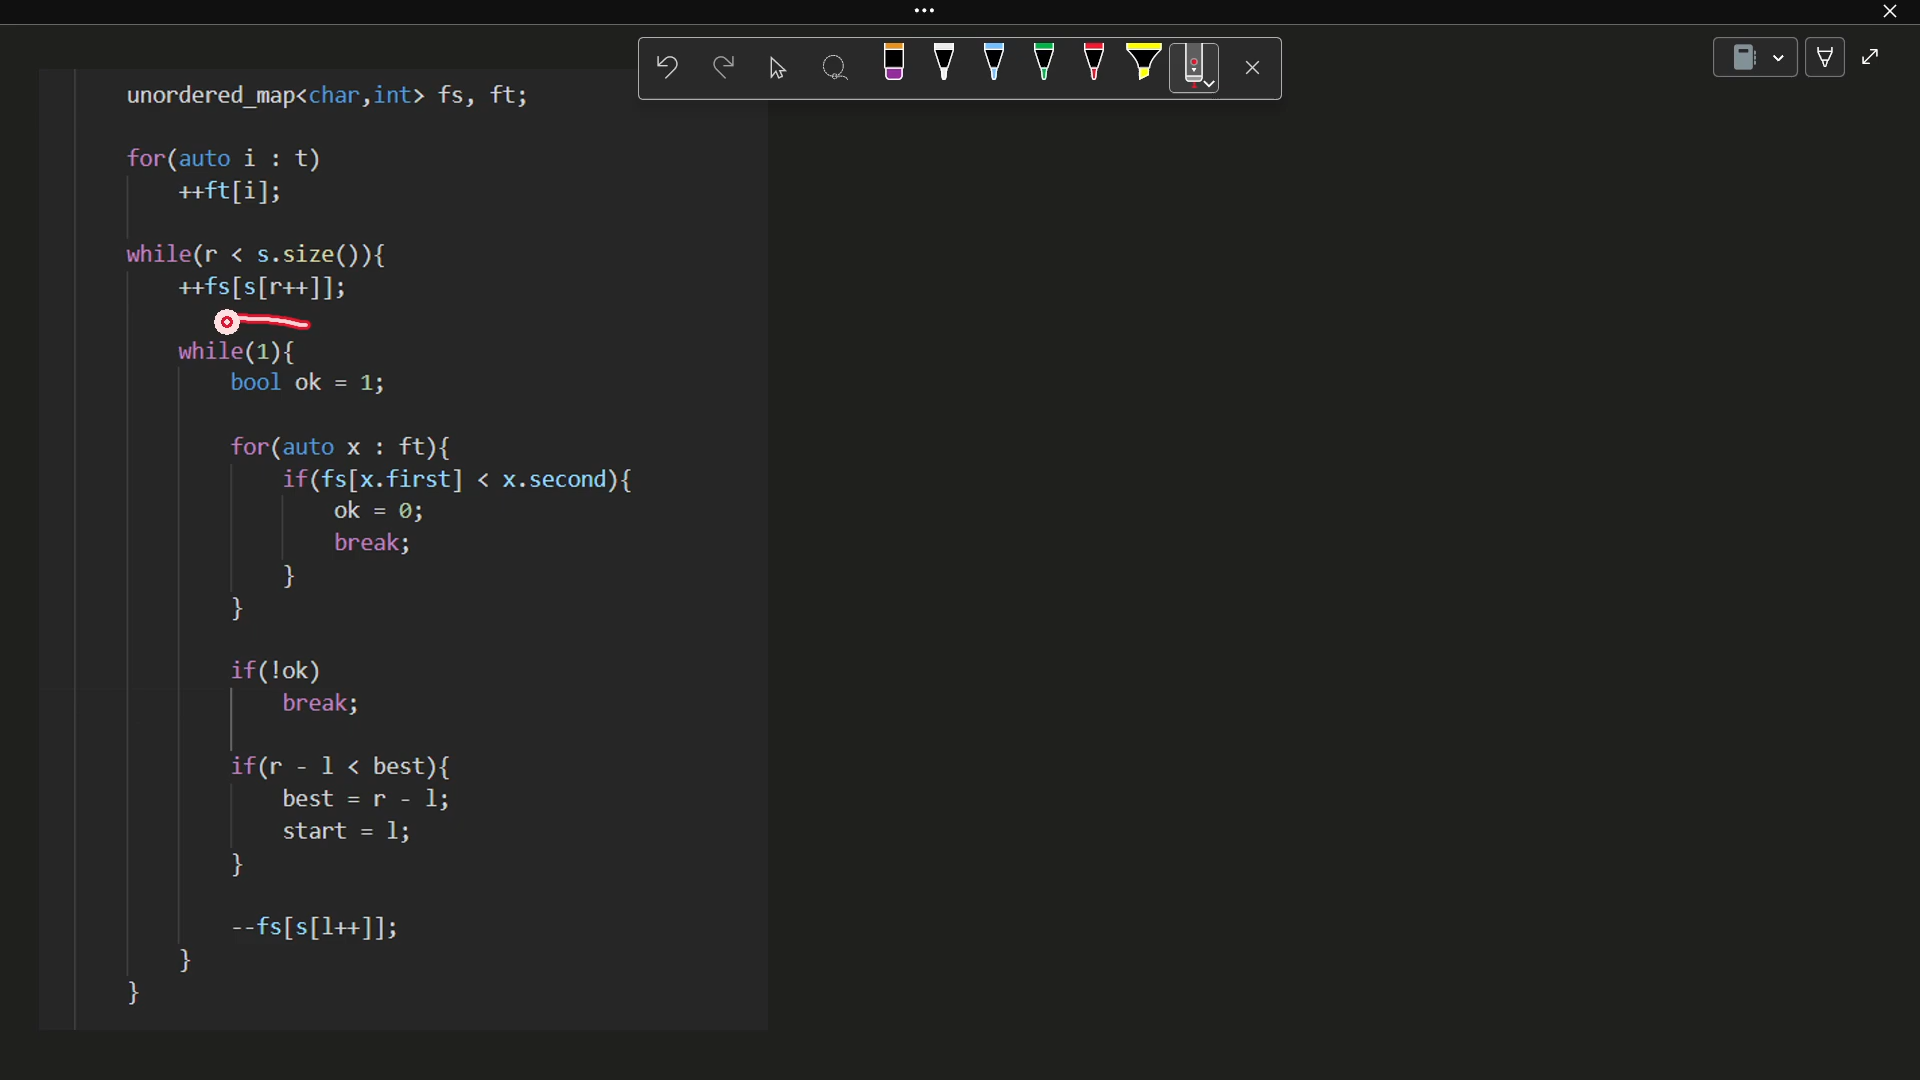 unordered_map<char,int> fs, ft;
for(auto i : t)
++ft[i];
while(r < s.size()){
++fs[s[r++]];
while(1){
bool ok = 1;
for(auto x : ft){
if(fs[x.first] < x.second){
ok = 0;
break;
}
}
if(!ok)
break;
if(r - l < best){
best = r - l;
start = l;
}
--fs[s[l++]];
}
}